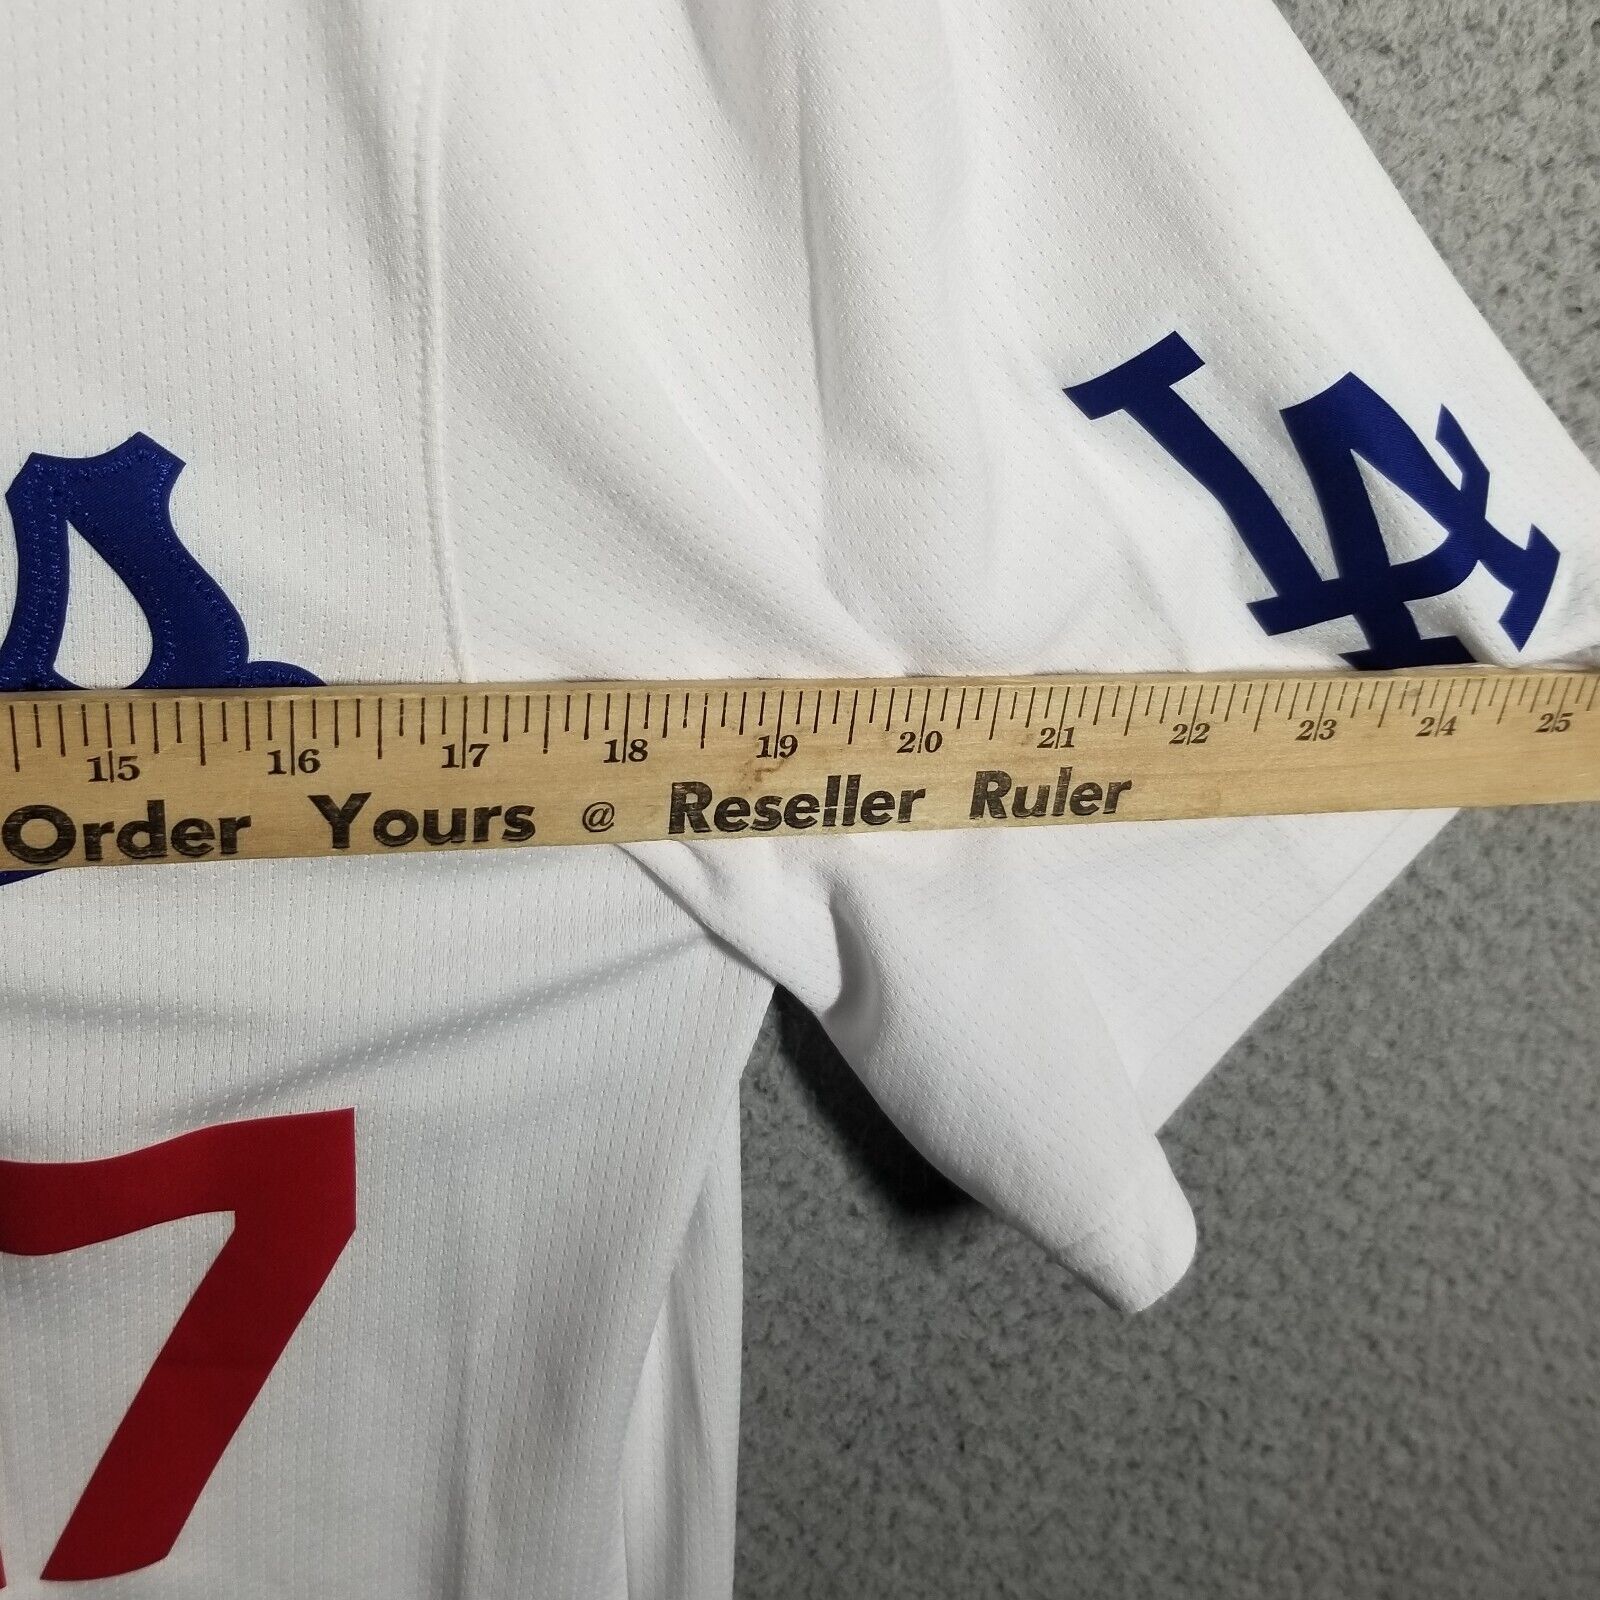 s
LA
15 16 17 18 19 20 21 22 23 24 25
Order Yours @ Reseller Ruler
7